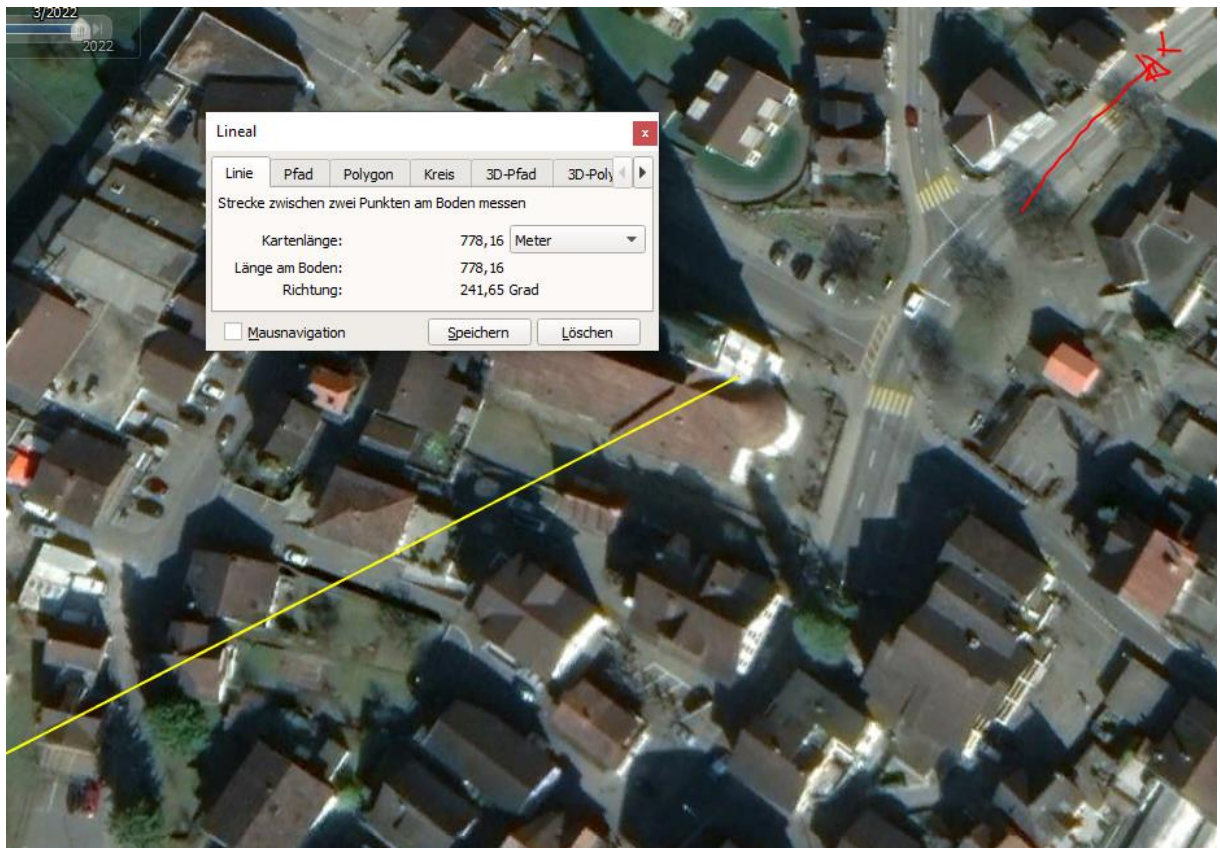 3/2022
2022
Lineal
x
Linie Pfad Polygon Kreis 3D-Pfad 3D-Poly
Strecke zwischen zwei Punkten am Boden messen
Kartenlänge: 778,16 Meter
Länge am Boden: 778,16
Richtung: 241,65 Grad
Mausnavigation Speichern Löschen